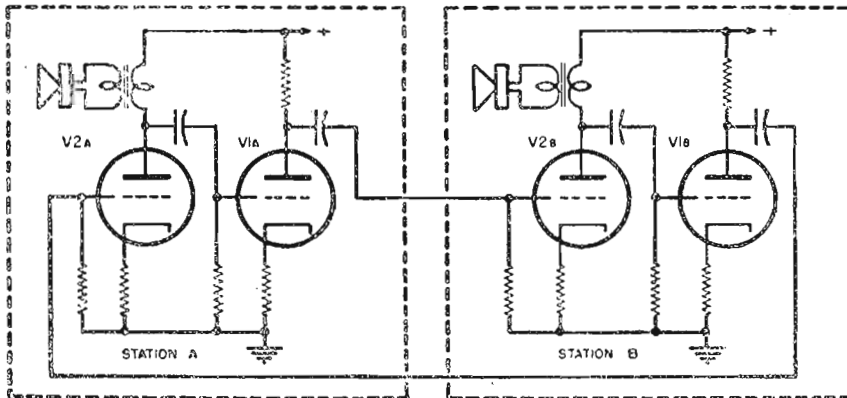 +
+
V2A
V1A
V2B
V1B
STATION A
STATION B